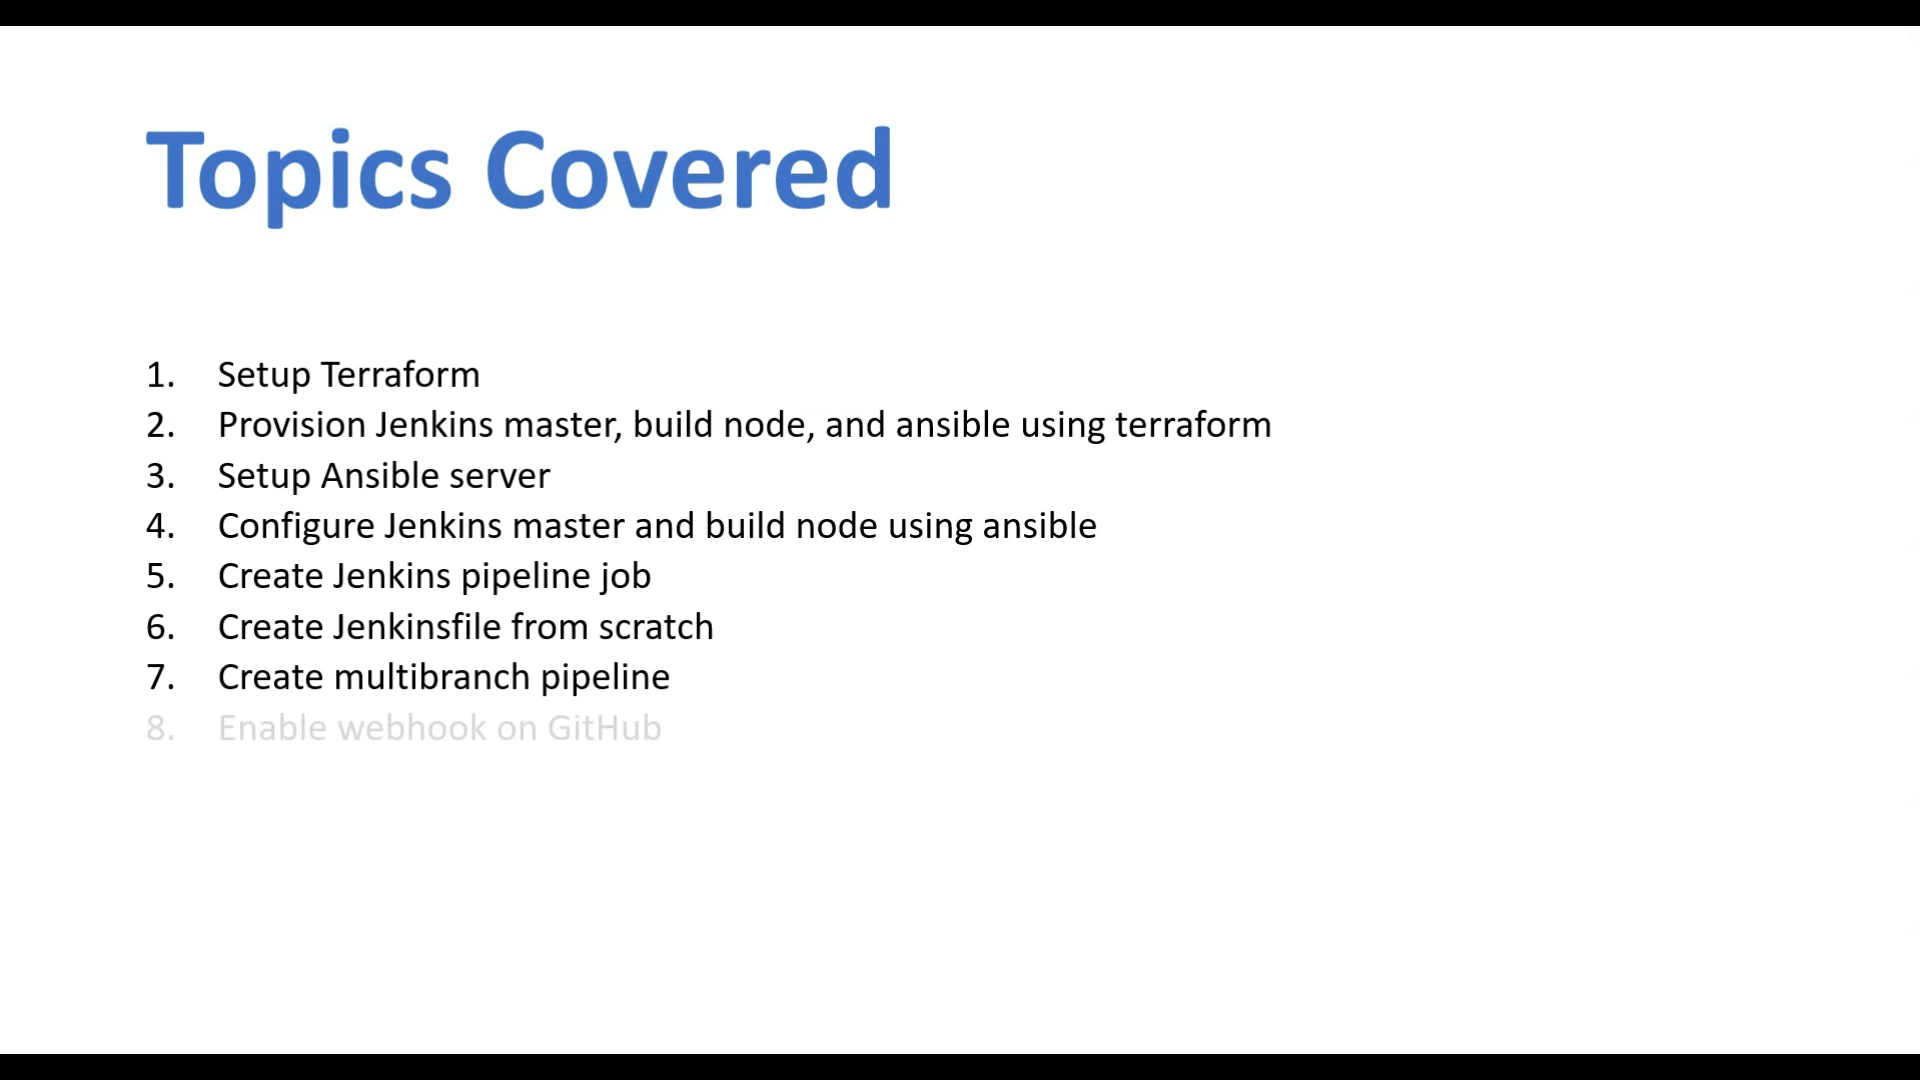 Topics Covered
1. Setup Terraform
2. Provision Jenkins master, build node, and ansible using terraform
3. Setup Ansible server
4. Configure Jenkins master and build node using ansible
5. Create Jenkins pipeline job
6. Create Jenkinsfile from scratch
7. Create multibranch pipeline
8. Enable webhook on GitHub